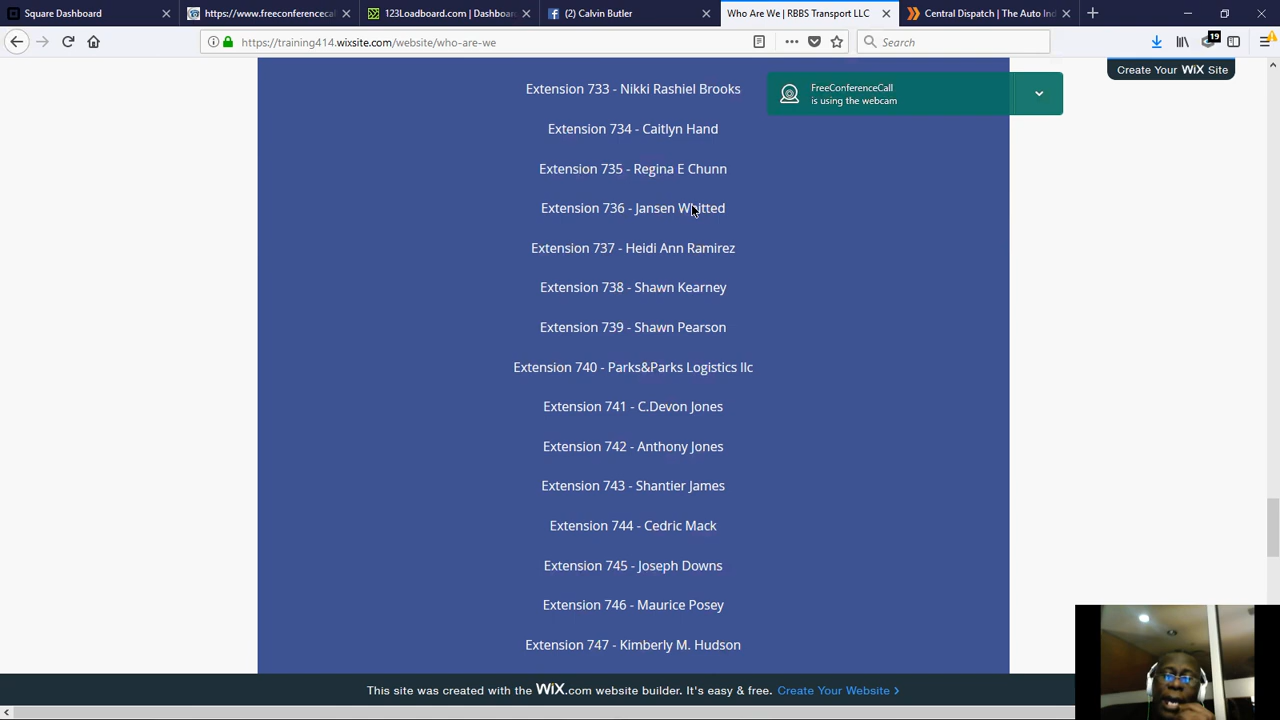 Square Dashboard
https://www.freeconferencecal
123Loadboard.com | Dashboar
(2) Calvin Butler
Who Are We | RBBS Transport LLC
Central Dispatch | The Auto Ind
https://training414.wixsite.com/website/who-are-we
Search
19
Create Your WiX Site
FreeConferenceCall
is using the webcam
Extension 733 - Nikki Rashiel Brooks
Extension 734 - Caitlyn Hand
Extension 735 - Regina E Chunn
Extension 736 - Jansen Whitted
Extension 737 - Heidi Ann Ramirez
Extension 738 - Shawn Kearney
Extension 739 - Shawn Pearson
Extension 740 - Parks&Parks Logistics llc
Extension 741 - C.Devon Jones
Extension 742 - Anthony Jones
Extension 743 - Shantier James
Extension 744 - Cedric Mack
Extension 745 - Joseph Downs
Extension 746 - Maurice Posey
Extension 747 - Kimberly M. Hudson
This site was created with the WiX.com website builder. It's easy & free. Create Your Website >